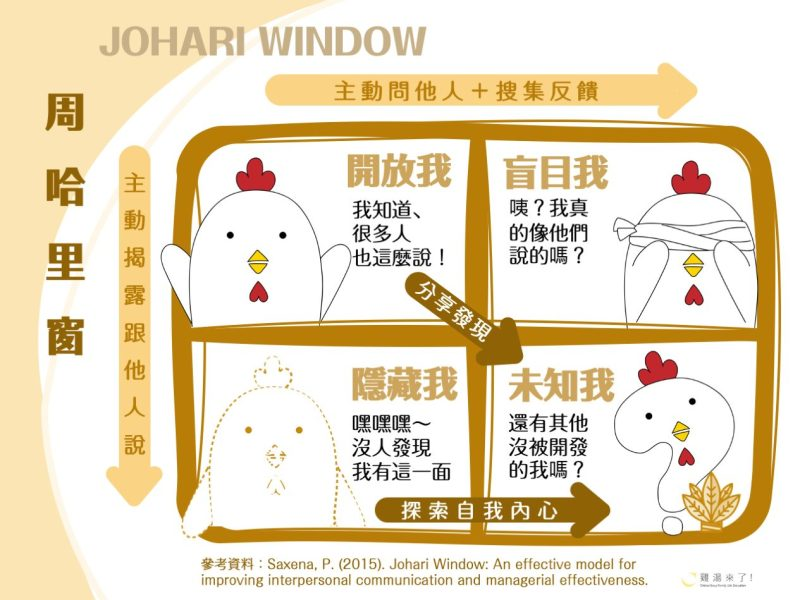 JOHARI WINDOW
周哈里窗
主動問他人＋搜集反饋
主動揭露跟他人說
開放我
我知道、
很多人
也這麼說！
盲目我
咦？我真
的像他們
說的嗎？
分享發現
隱藏我
嘿嘿嘿～
沒人發現
我有這一面
未知我
還有其他
沒被開發
的我嗎？
探索自我內心
參考資料：Saxena, P. (2015). Johari Window: An effective model for
improving interpersonal communication and managerial effectiveness.
雞湯來了！